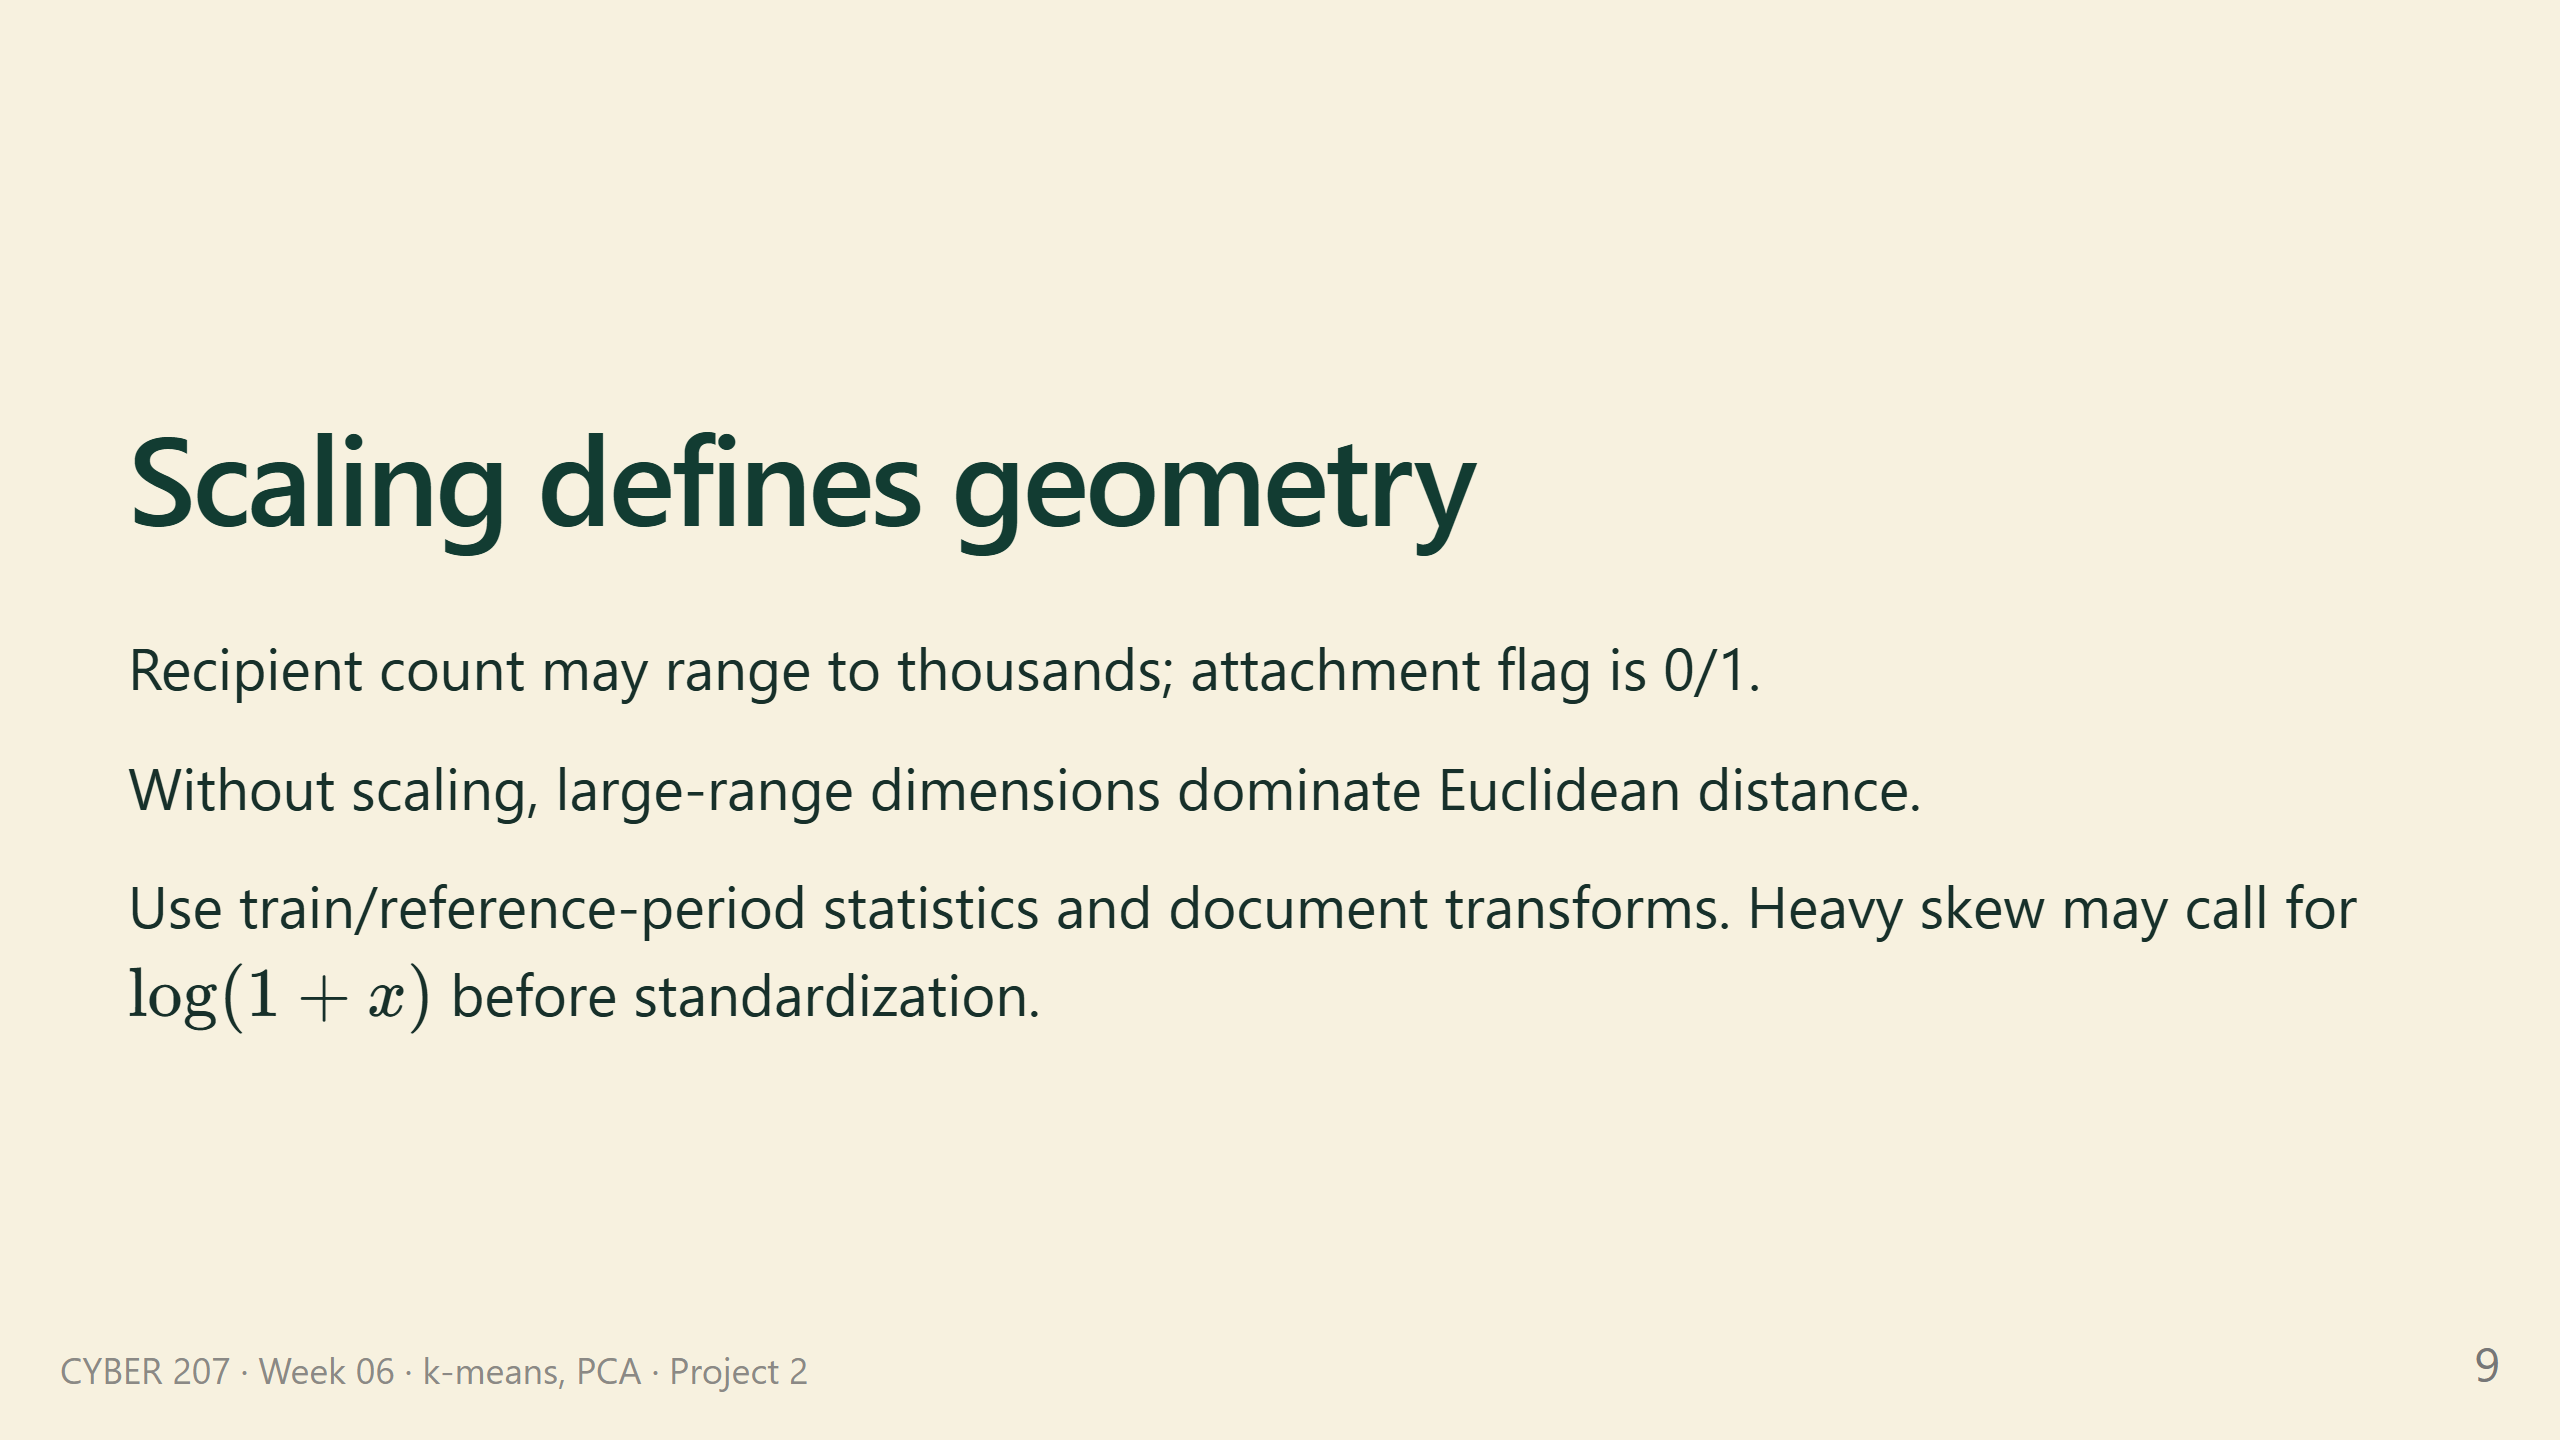 Scaling defines geometry
Recipient count may range to thousands; attachment flag is 0/1.
Without scaling, large-range dimensions dominate Euclidean distance.
Use train/reference-period statistics and document transforms. Heavy skew may call for
log(1 + x) before standardization.
CYBER 207 · Week 06 · k-means, PCA · Project 2
9